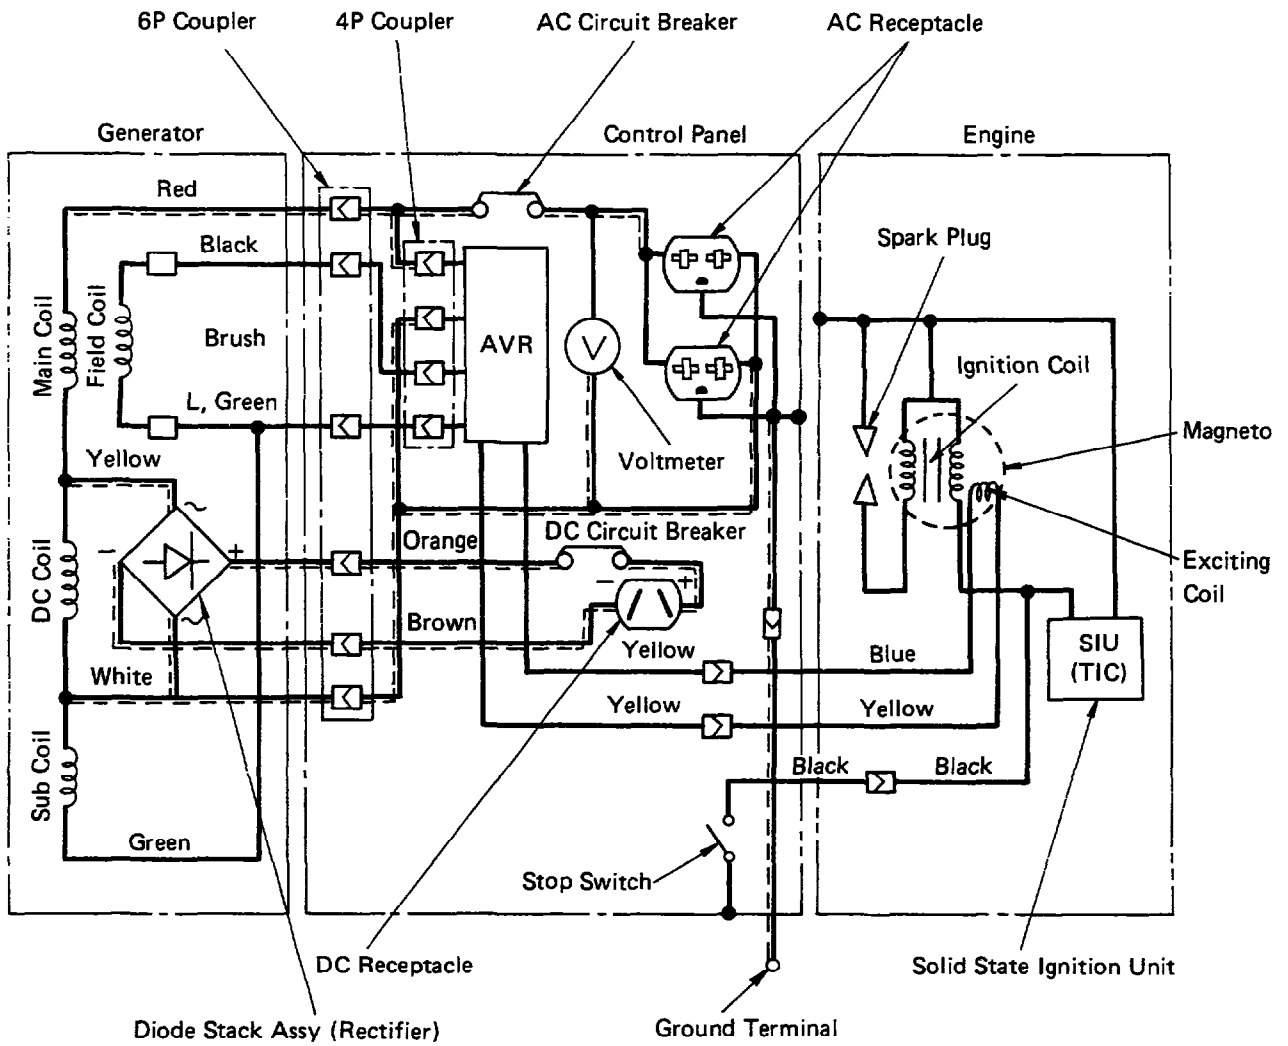 6P Coupler
4P Coupler
AC Circuit Breaker
AC Receptacle
Generator
Control Panel
Engine
Red
Black
Spark Plug
Main Coil
Field Coil
Brush
AVR
V
Ignition Coil
L, Green
Magneto
Yellow
Voltmeter
~
DC Circuit Breaker
Orange
− +
− +
DC Coil
Exciting
Coil
~
Brown
Yellow
Blue
SIU
(TIC)
White
Yellow
Yellow
Sub Coil
Black
Black
Green
Stop Switch
DC Receptacle
Solid State Ignition Unit
Diode Stack Assy (Rectifier)
Ground Terminal